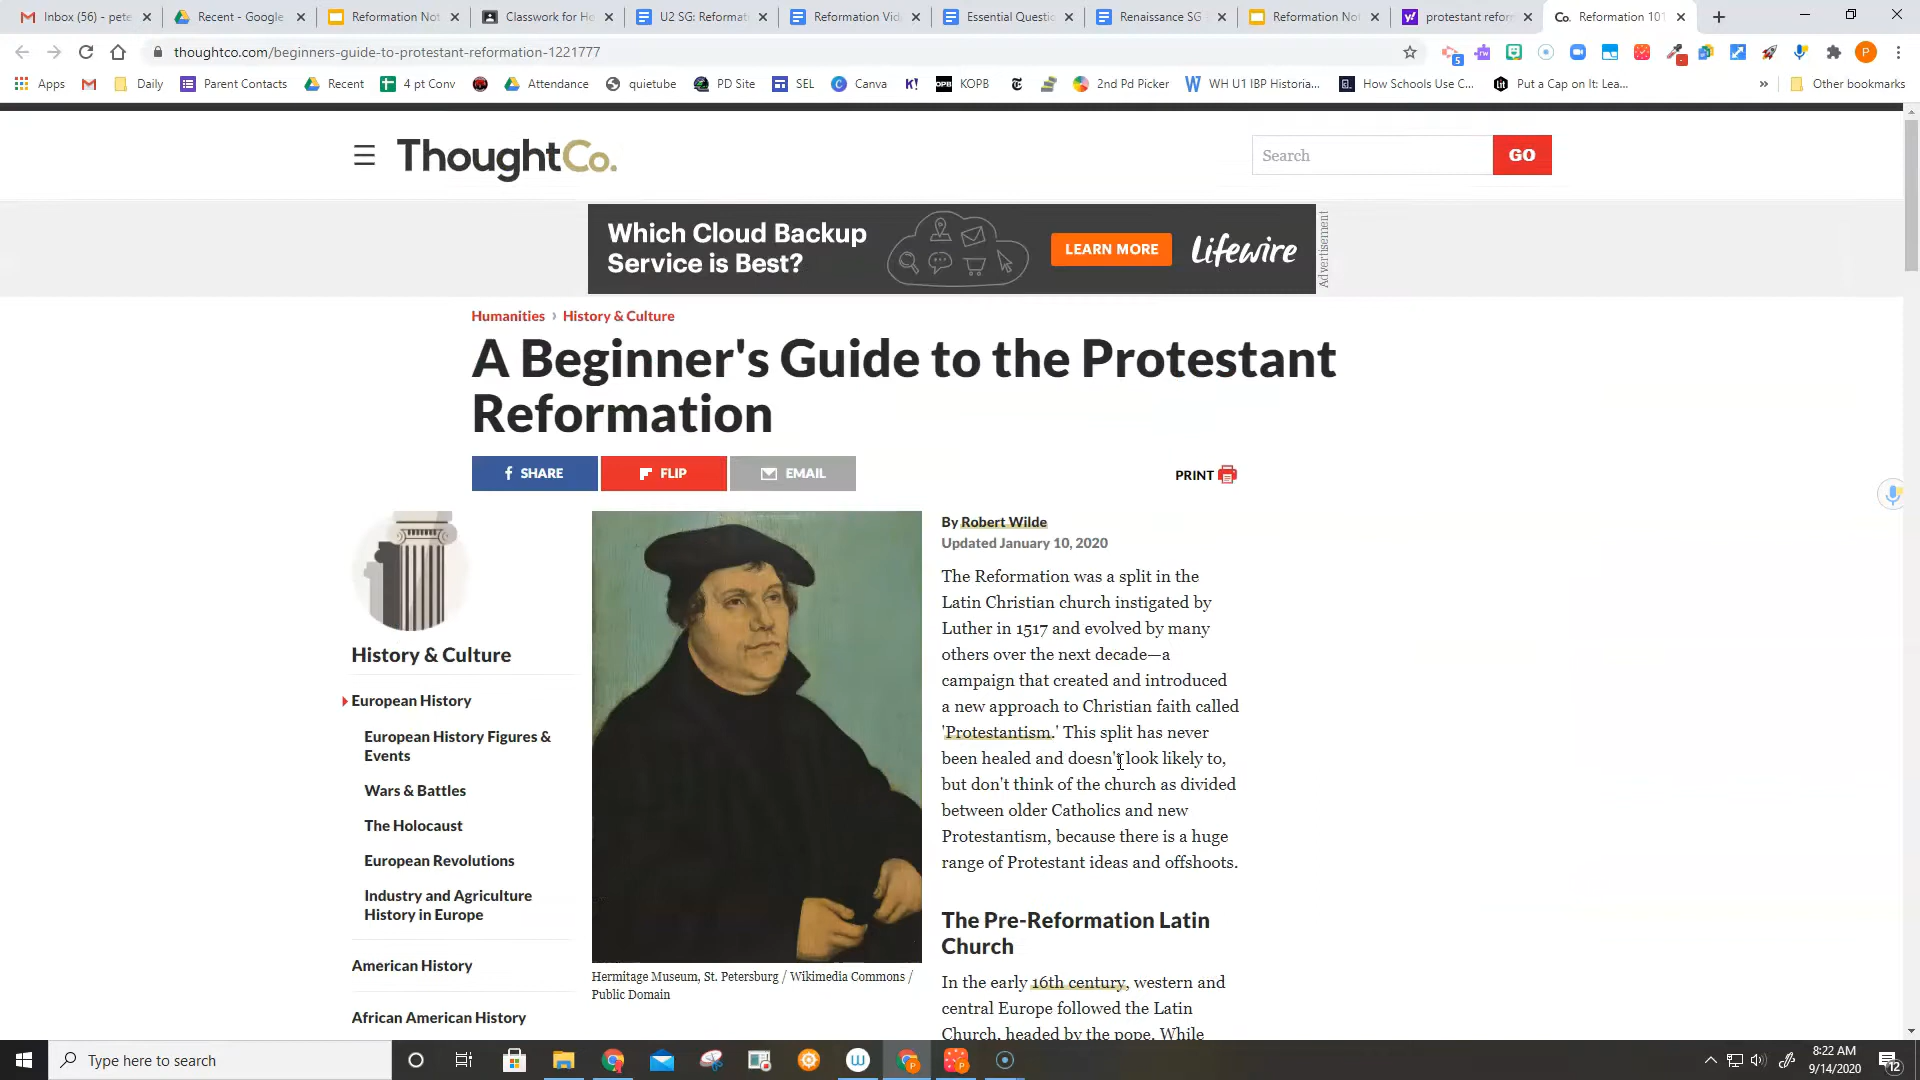 Inbox (56) - pete
Recent - Google
Reformation Not
Classwork for He
U2 SG: Reformati
Reformation Vid
Essential Questio
Renaissance SG
Reformation Not
protestant refor
Reformation 101
thoughtco.com/beginners-guide-to-protestant-reformation-1221777
Apps
Daily
Parent Contacts
Recent
4 pt Conv
Attendance
quietube
PD Site
SEL
Canva
KOPB
2nd Pd Picker
WH U1 IBP Historia...
How Schools Use C...
Put a Cap on It: Lea...
»
Other bookmarks
ThoughtCo.
Search
GO
Which Cloud Backup
Service is Best?
LEARN MORE
Lifewire
Advertisement
Humanities › History & Culture
A Beginner's Guide to the Protestant
Reformation
SHARE
FLIP
EMAIL
PRINT
History & Culture
European History
European History Figures &
Events
Wars & Battles
The Holocaust
European Revolutions
Industry and Agriculture
History in Europe
American History
African American History
Hermitage Museum, St. Petersburg / Wikimedia Commons /
Public Domain
By Robert Wilde
Updated January 10, 2020
The Reformation was a split in the
Latin Christian church instigated by
Luther in 1517 and evolved by many
others over the next decade—a
campaign that created and introduced
a new approach to Christian faith called
'Protestantism.' This split has never
been healed and doesn't look likely to,
but don't think of the church as divided
between older Catholics and new
Protestantism, because there is a huge
range of Protestant ideas and offshoots.
The Pre-Reformation Latin
Church
In the early 16th century, western and
central Europe followed the Latin
Church, headed by the pope. While
Type here to search
8:22 AM
9/14/2020
12